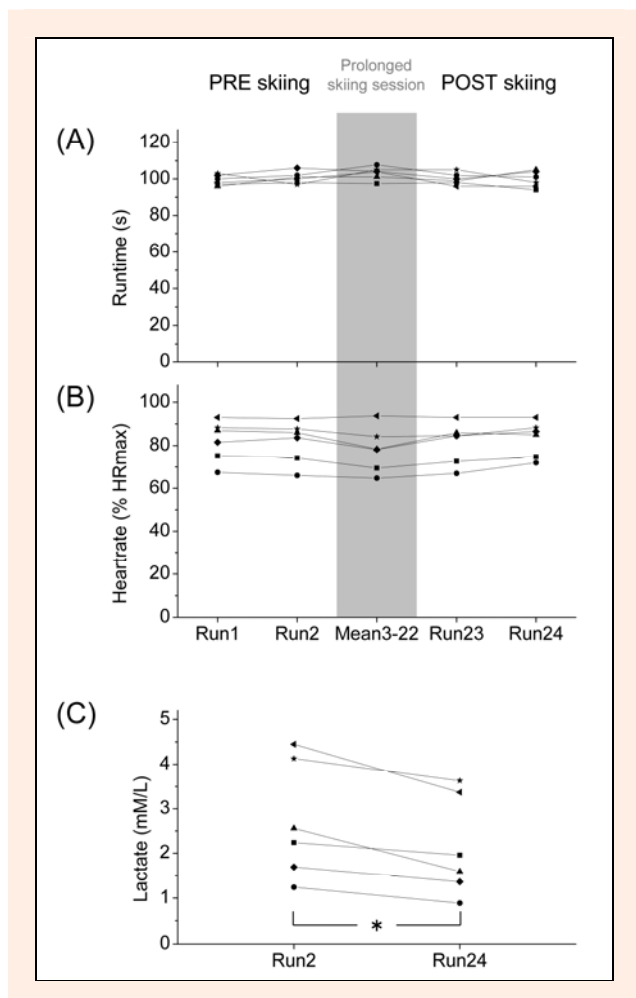 PRE skiing
Prolonged
skiing session
POST skiing
(A)
120
100
80
60
40
20
0
Runtime (s)
(B)
100
80
60
40
20
0
Heartrate (% HRmax)
Run1 Run2 Mean3-22 Run23 Run24
(C)
5
4
3
2
1
0
Lactate (mM/L)
*
Run2 Run24